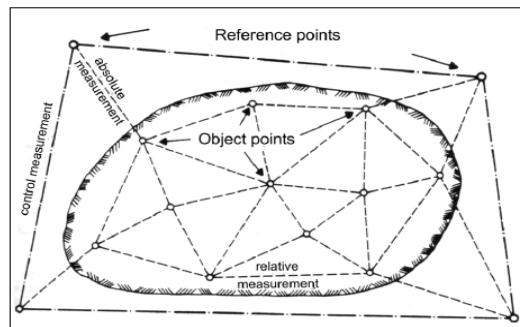 Reference points
absolute
measurement
Object points
control measurement
relative
measurement